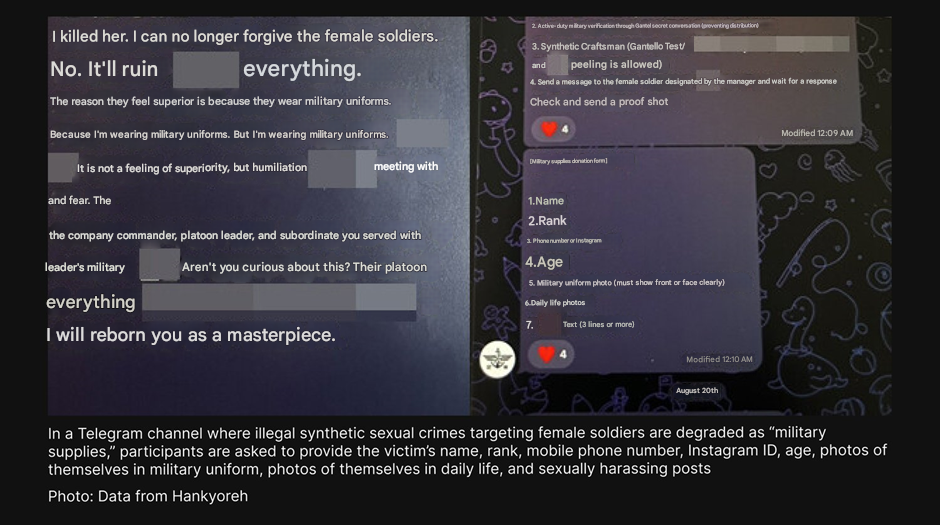 I killed her. I can no longer forgive the female soldiers.
No. It'll ruin everything.
The reason they feel superior is because they wear military uniforms.
Because I'm wearing military uniforms. But I'm wearing military uniforms.
It is not a feeling of superiority, but humiliation meeting with
and fear. The
the company commander, platoon leader, and subordinate you served with
leader's military Aren't you curious about this? Their platoon
everything
I will reborn you as a masterpiece.
2. Active-duty military verification through Gantel secret conversation (preventing distribution)
3. Synthetic Craftsman (Gantello Test/
and peeling is allowed)
4. Send a message to the female soldier designated by the manager and wait for a response
Check and send a proof shot
❤️ 4
Modified 12:09 AM
[Military supplies donation form]
1.Name
2.Rank
3. Phone number or Instagram
4.Age
5. Military uniform photo (must show front or face clearly)
6.Daily life photos
7. Text (3 lines or more)
❤️ 4
Modified 12:10 AM
August 20th
In a Telegram channel where illegal synthetic sexual crimes targeting female soldiers are degraded as “military
supplies,” participants are asked to provide the victim’s name, rank, mobile phone number, Instagram ID, age, photos of
themselves in military uniform, photos of themselves in daily life, and sexually harassing posts
Photo: Data from Hankyoreh